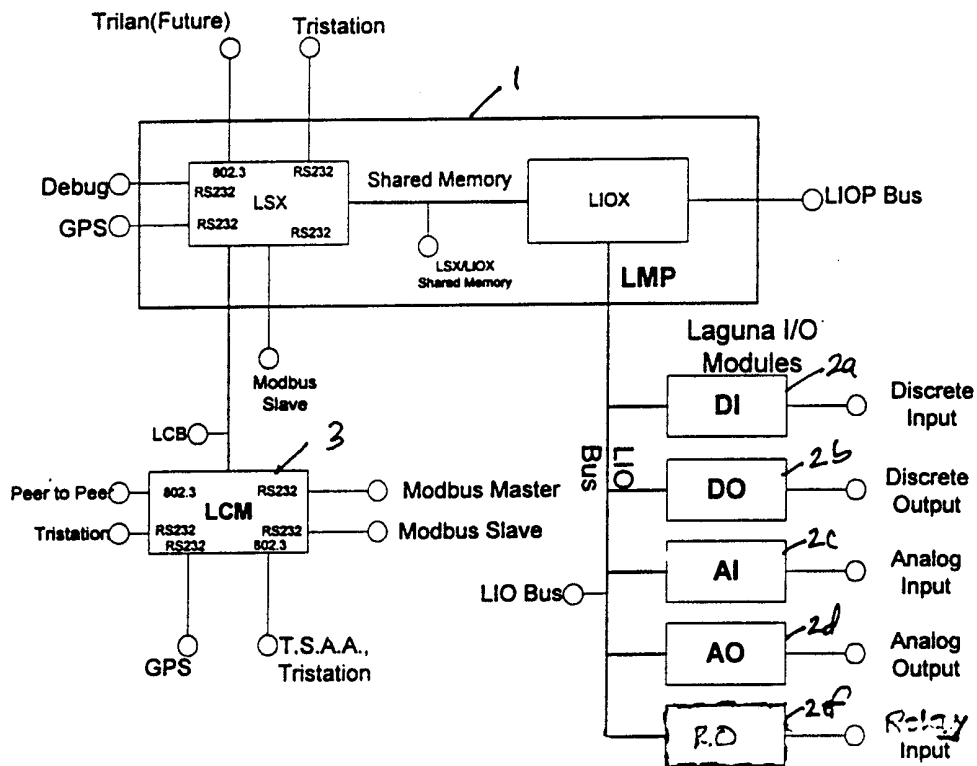 Trilan(Future)
Tristation
1
802.3
RS232
Debug
RS232
LSX
Shared Memory
LIOX
LIOP Bus
GPS
RS232
RS232
LSX/LIOX
Shared Memory
LMP
Laguna I/O
Modules
Modbus
Slave
2a
DI
Discrete
Input
LCB
3
LIO
Bus
2b
DO
Discrete
Output
Peer to Pee
802.3
RS232
Modbus Master
LCM
Tristation
RS232
RS232
RS232
802.3
Modbus Slave
2c
AI
Analog
Input
LIO Bus
GPS
T.S.A.A.,
Tristation
2d
AO
Analog
Output
2f
R.O
Relay
Input